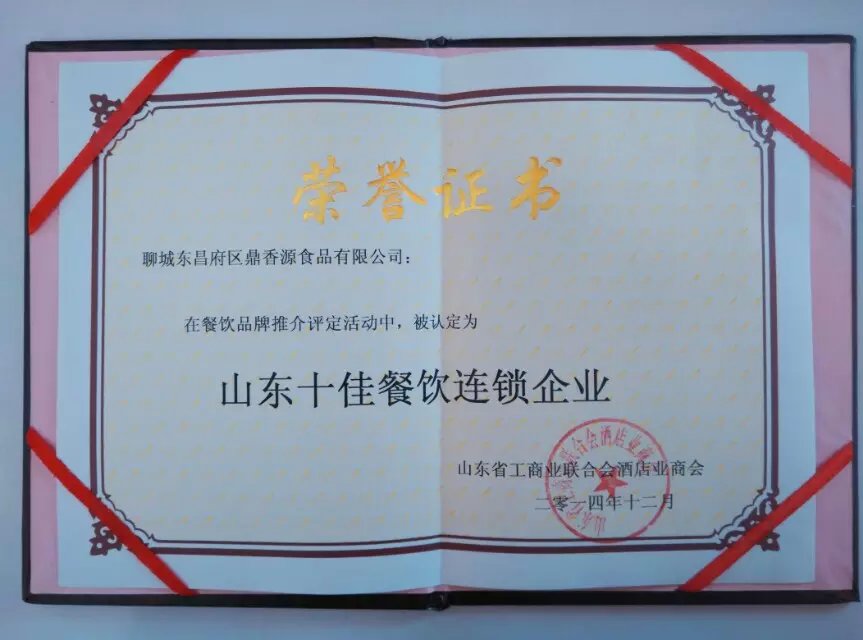 荣誉证书
聊城东昌府区鼎香源食品有限公司：
在餐饮品牌推介评定活动中，被认定为
山东十佳餐饮连锁企业
山东省工商业联合会酒店业商会
二零一四年十二月